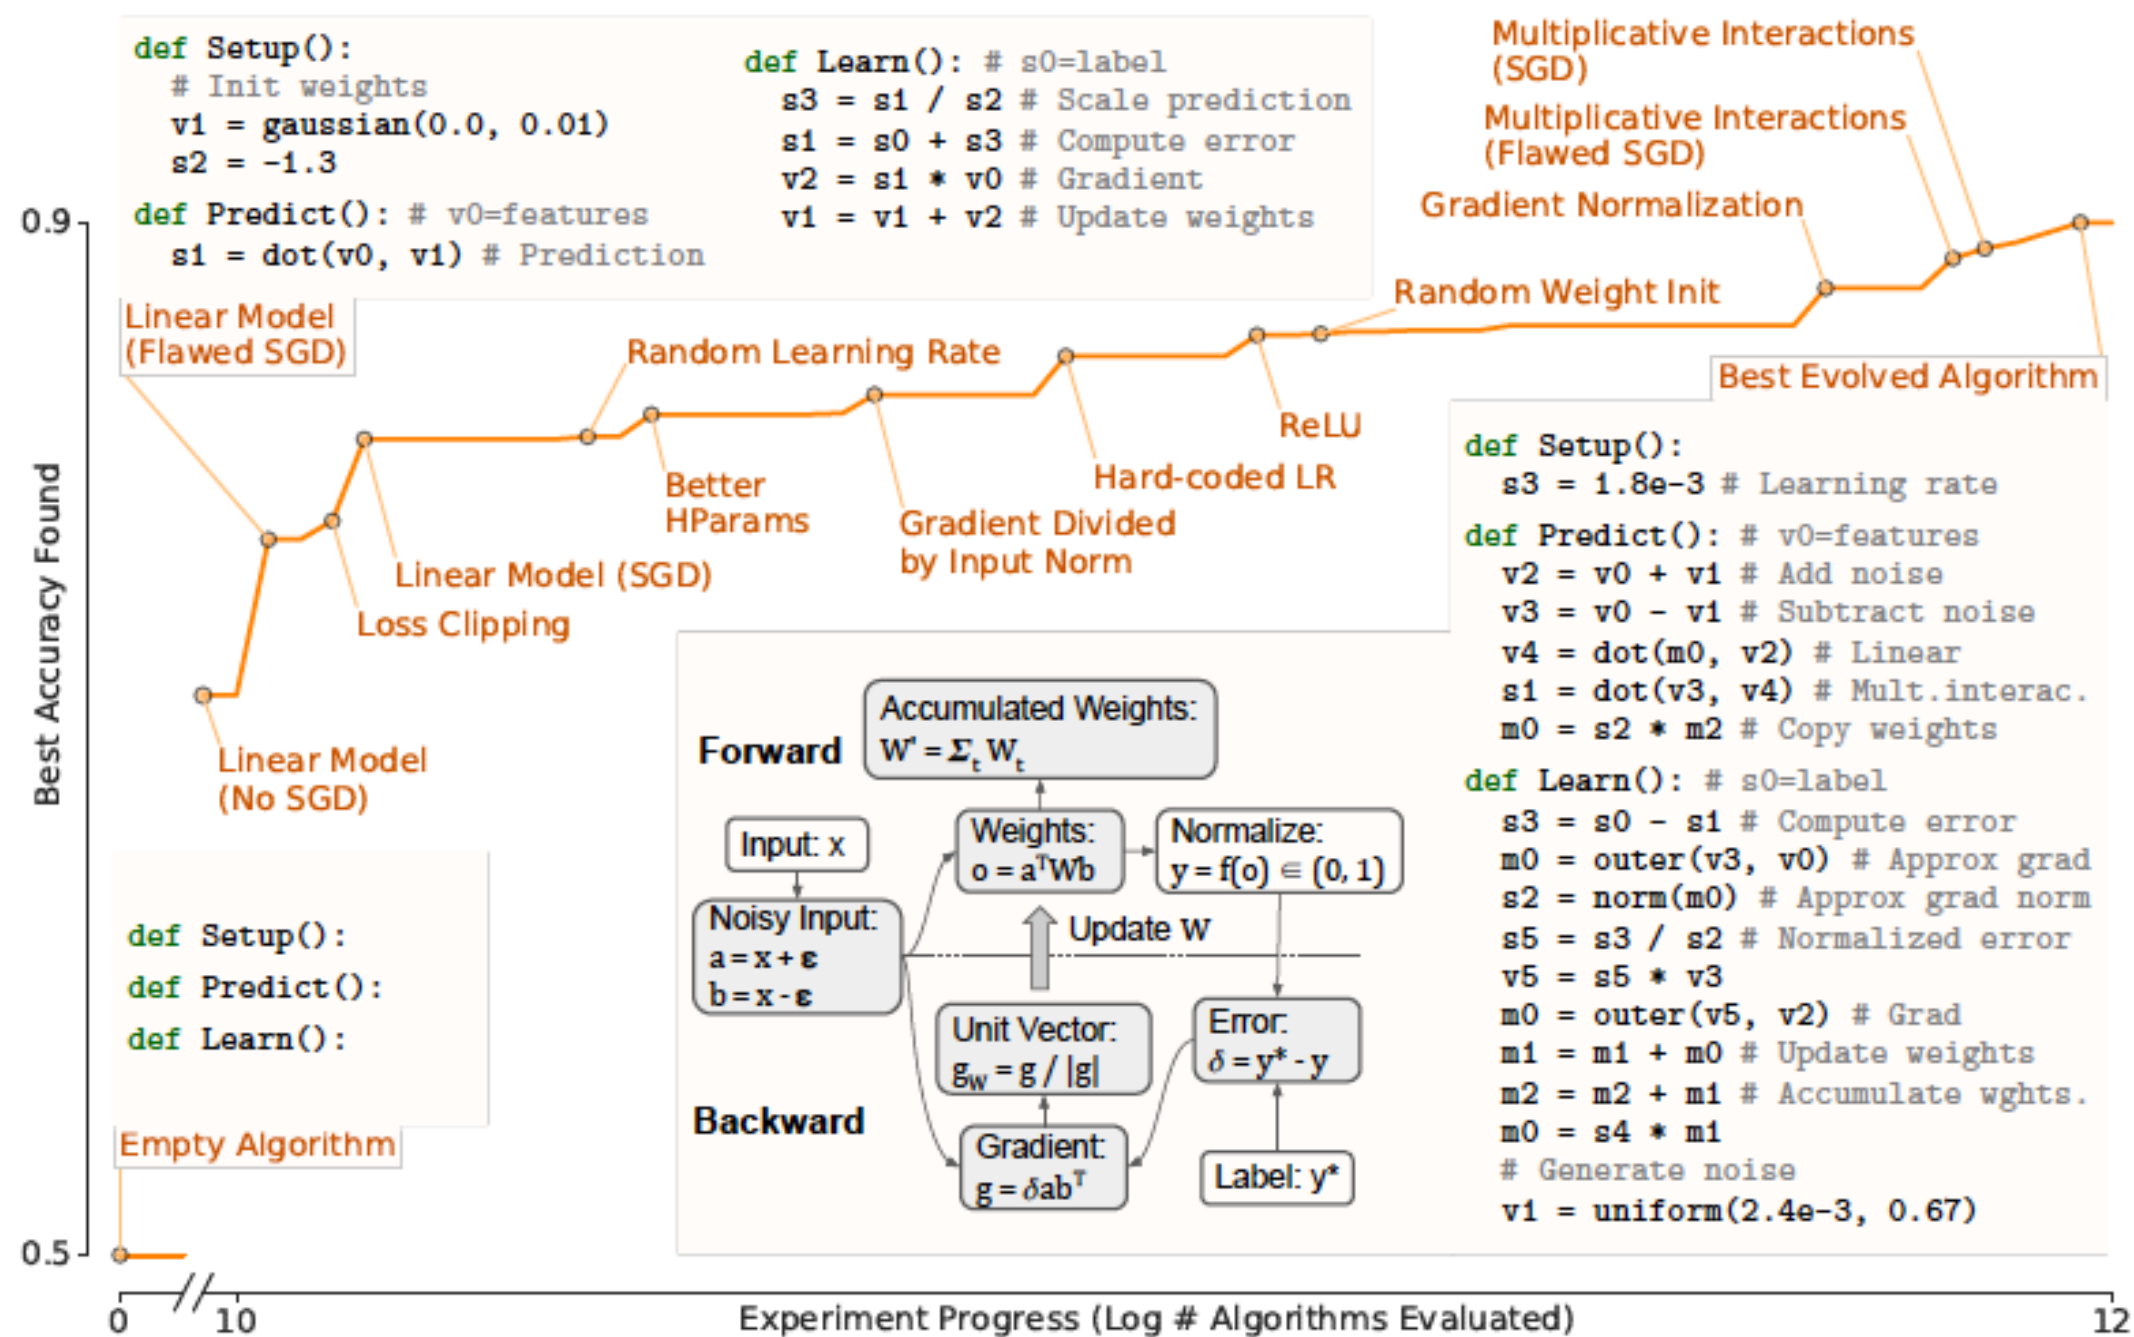 def Setup():
# Init weights
v1 = gaussian(0.0, 0.01)
s2 = -1.3
def Predict(): # v0=features
s1 = dot(v0, v1) # Prediction
def Learn(): # s0=label
s3 = s1 / s2 # Scale prediction
s1 = s0 + s3 # Compute error
v2 = s1 * v0 # Gradient
v1 = v1 + v2 # Update weights
Multiplicative Interactions
(SGD)
Multiplicative Interactions
(Flawed SGD)
Gradient Normalization
0.9
Random Weight Init
Linear Model
(Flawed SGD)
Random Learning Rate
Best Evolved Algorithm
ReLU
Hard-coded LR
Better
HParams
Gradient Divided
by Input Norm
Linear Model (SGD)
Loss Clipping
Best Accuracy Found
Linear Model
(No SGD)
def Setup():
s3 = 1.8e-3 # Learning rate
def Predict(): # v0=features
v2 = v0 + v1 # Add noise
v3 = v0 - v1 # Subtract noise
v4 = dot(m0, v2) # Linear
s1 = dot(v3, v4) # Mult.interac.
m0 = s2 * m2 # Copy weights
def Learn(): # s0=label
s3 = s0 - s1 # Compute error
m0 = outer(v3, v0) # Approx grad
s2 = norm(m0) # Approx grad norm
s5 = s3 / s2 # Normalized error
v5 = s5 * v3
m0 = outer(v5, v2) # Grad
m1 = m1 + m0 # Update weights
m2 = m2 + m1 # Accumulate wghts.
m0 = s4 * m1
# Generate noise
v1 = uniform(2.4e-3, 0.67)
Forward
Accumulated Weights:
W' = Σt Wt
Input: x
Weights:
o = aᵀWb
Normalize:
y = f(o) ∈ (0, 1)
Noisy Input:
a = x + ε
b = x - ε
Update W
Unit Vector:
gw = g / |g|
Error:
δ = y* - y
Backward
Gradient:
g = δabᵀ
Label: y*
def Setup():
def Predict():
def Learn():
Empty Algorithm
0.5
0
10
Experiment Progress (Log # Algorithms Evaluated)
12